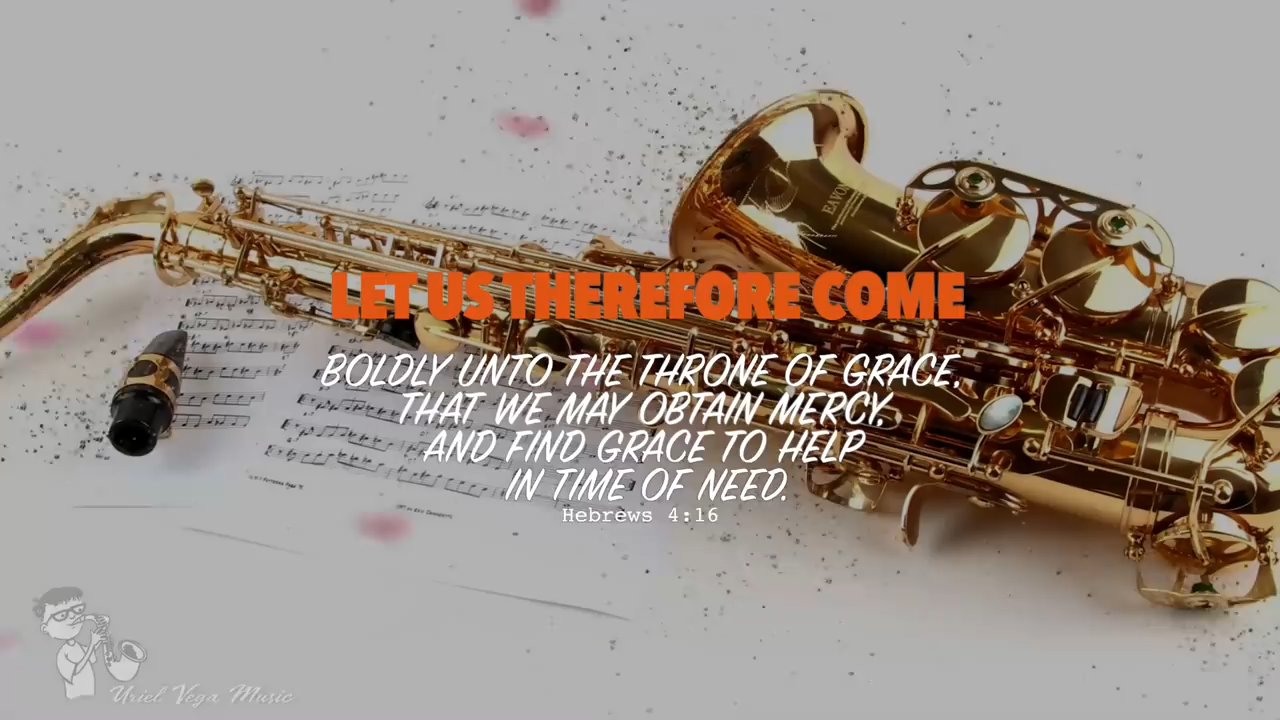 LET US THEREFORE COME
BOLDLY UNTO THE THRONE OF GRACE,
THAT WE MAY OBTAIN MERCY,
AND FIND GRACE TO HELP
IN TIME OF NEED.
Hebrews 4:16
Uriel Vega Music